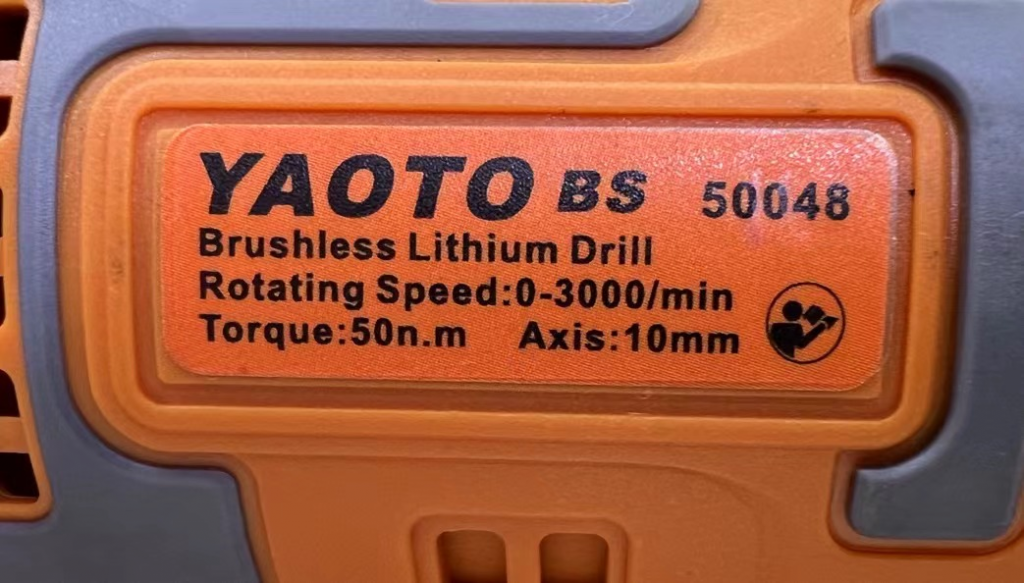 YAOTO BS 50048
Brushless Lithium Drill
Rotating Speed:0-3000/min
Torque:50n.m Axis:10mm